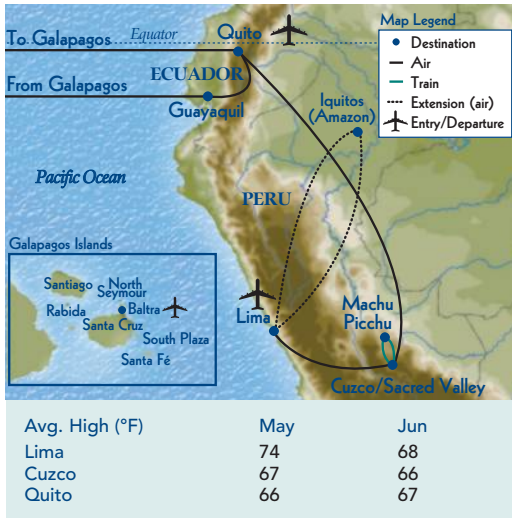 To Galapagos
Equator
Quito
Map Legend
Destination
Air
Train
Extension (air)
Entry/Departure
ECUADOR
From Galapagos
Guayaquil
Iquitos
(Amazon)
Pacific Ocean
PERU
Galapagos Islands
Santiago
North
Seymour
Rabida
Baltra
Santa Cruz
South Plaza
Santa Fé
Lima
Machu
Picchu
Cuzco/Sacred Valley
Avg. High (°F) May Jun
Lima 74 68
Cuzco 67 66
Quito 66 67